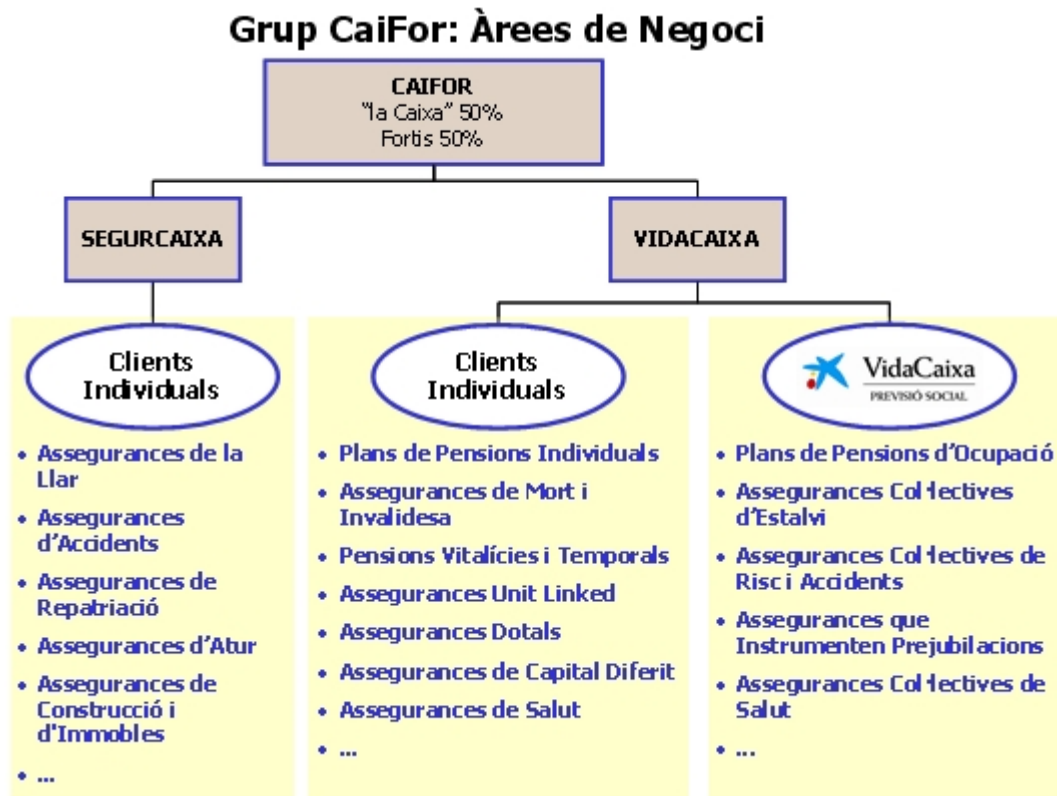 Grup CaiFor: Àrees de Negoci
CAIFOR
"la Caixa" 50%
Fortis 50%
SEGURCAIXA
VIDACAIXA
Clients
Individuals
• Assegurances de la
Llar
• Assegurances
d'Accidents
• Assegurances de
Repatriació
• Assegurances d'Atur
• Assegurances de
Construcció i
d'Immobles
• ...
Clients
Individuals
• Plans de Pensions Individuals
• Assegurances de Mort i
Invalidesa
• Pensions Vitalícies i Temporals
• Assegurances Unit Linked
• Assegurances Dotals
• Assegurances de Capital Diferit
• Assegurances de Salut
• ...
VidaCaixa
PREVISIÓ SOCIAL
• Plans de Pensions d'Ocupació
• Assegurances Col·lectives
d'Estalvi
• Assegurances Col·lectives de
Risc i Accidents
• Assegurances que
Instrumenten Prejubilacions
• Assegurances Col·lectives de
Salut
• ...